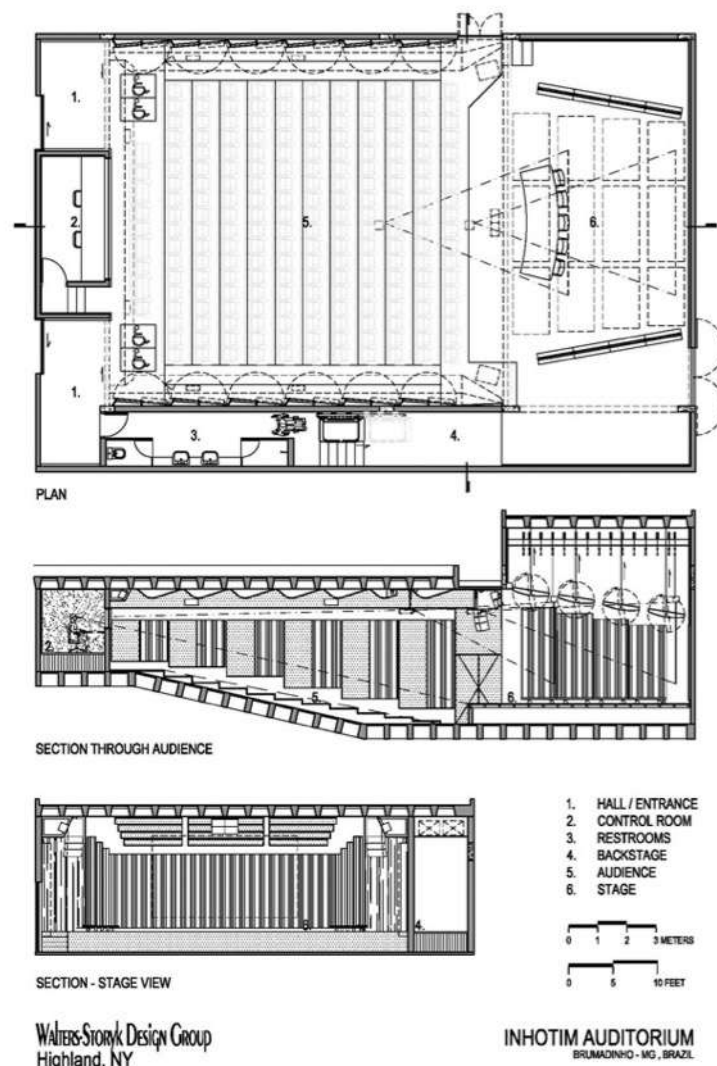 1.
2.
5.
6.
1.
3.
4.
PLAN
2.
5.
6.
SECTION THROUGH AUDIENCE
6.
4.
SECTION - STAGE VIEW
1. HALL / ENTRANCE
2. CONTROL ROOM
3. RESTROOMS
4. BACKSTAGE
5. AUDIENCE
6. STAGE
0 1 2 3 METERS
0 5 10 FEET
WALTERS-STORYK DESIGN GROUP
Highland, NY
INHOTIM AUDITORIUM
BRUMADINHO - MG , BRAZIL